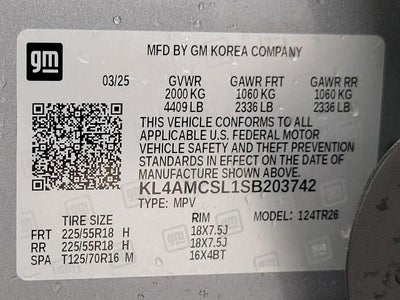 gm
MFD BY GM KOREA COMPANY
03/25 GVWR GAWR FRT GAWR RR
2000 KG 1060 KG 1060 KG
4409 LB 2336 LB 2336 LB
THIS VEHICLE CONFORMS TO ALL
APPLICABLE U.S. FEDERAL MOTOR
VEHICLE SAFETY AND THEFT PREVENTION
STANDARDS IN EFFECT ON THE DATE OF
MANUFACTURE SHOWN ABOVE.
KL4AMCSL1SB203742
TYPE: MPV
TIRE SIZE RIM MODEL: 124TR26
FRT 225/55R18 H 18X7.5J
RR 225/55R18 H 18X7.5J
SPA T125/70R16 M 16X4BT